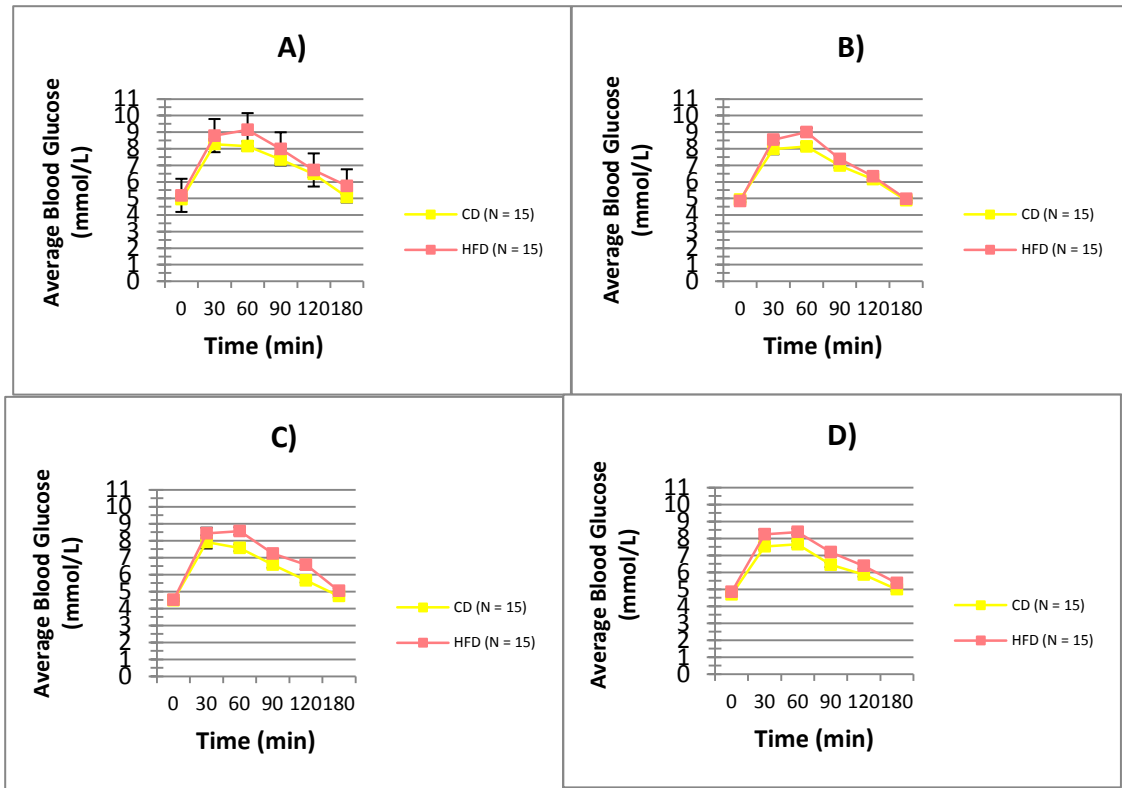 A)
Average Blood Glucose
(mmol/L)
11
10
9
8
7
6
5
4
3
2
1
0
0 30 60 90 120 180
Time (min)
CD (N = 15)
HFD (N = 15)
B)
Average Blood Glucose
(mmol/L)
11
10
9
8
7
6
5
4
3
2
1
0
0 30 60 90 120 180
Time (min)
CD (N = 15)
HFD (N = 15)
C)
Average Blood Glucose
(mmol/L)
11
10
9
8
7
6
5
4
3
2
1
0
0 30 60 90 120 180
Time (min)
CD (N = 15)
HFD (N = 15)
D)
Average Blood Glucose
(mmol/L)
11
10
9
8
7
6
5
4
3
2
1
0
0 30 60 90 120 180
Time (min)
CD (N = 15)
HFD (N = 15)